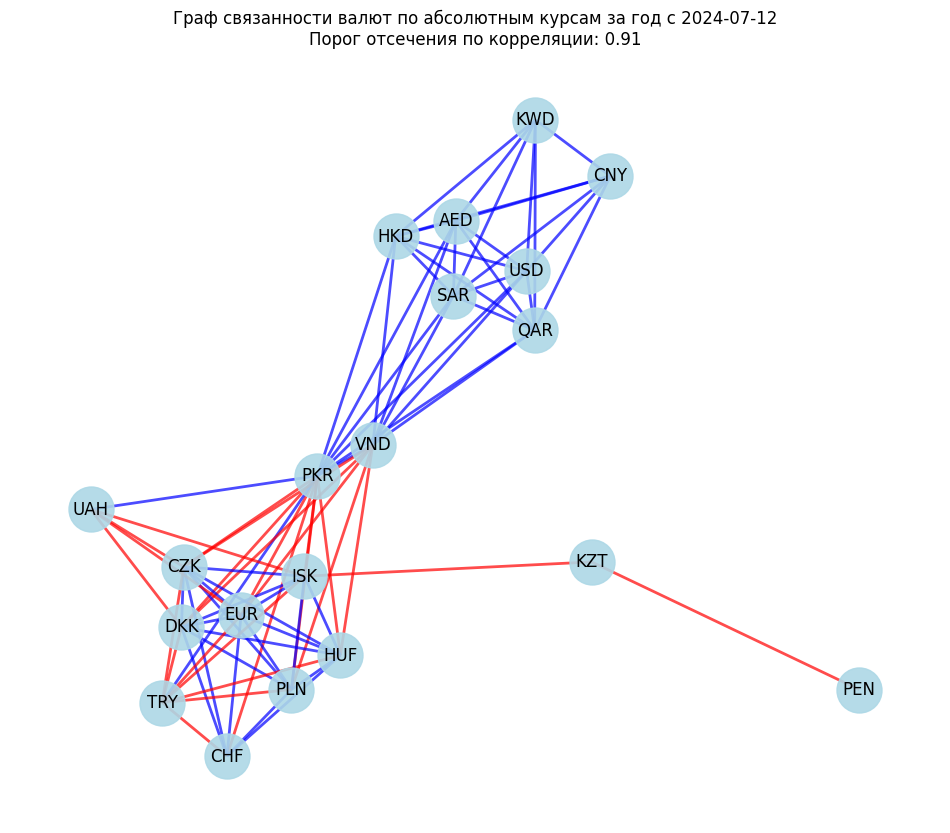 Граф связанности валют по абсолютным курсам за год с 2024-07-12
Порог отсечения по корреляции: 0.91
KWD
CNY
AED
HKD
USD
SAR
QAR
VND
PKR
UAH
KZT
CZK
ISK
EUR
DKK
HUF
PLN
PEN
TRY
CHF